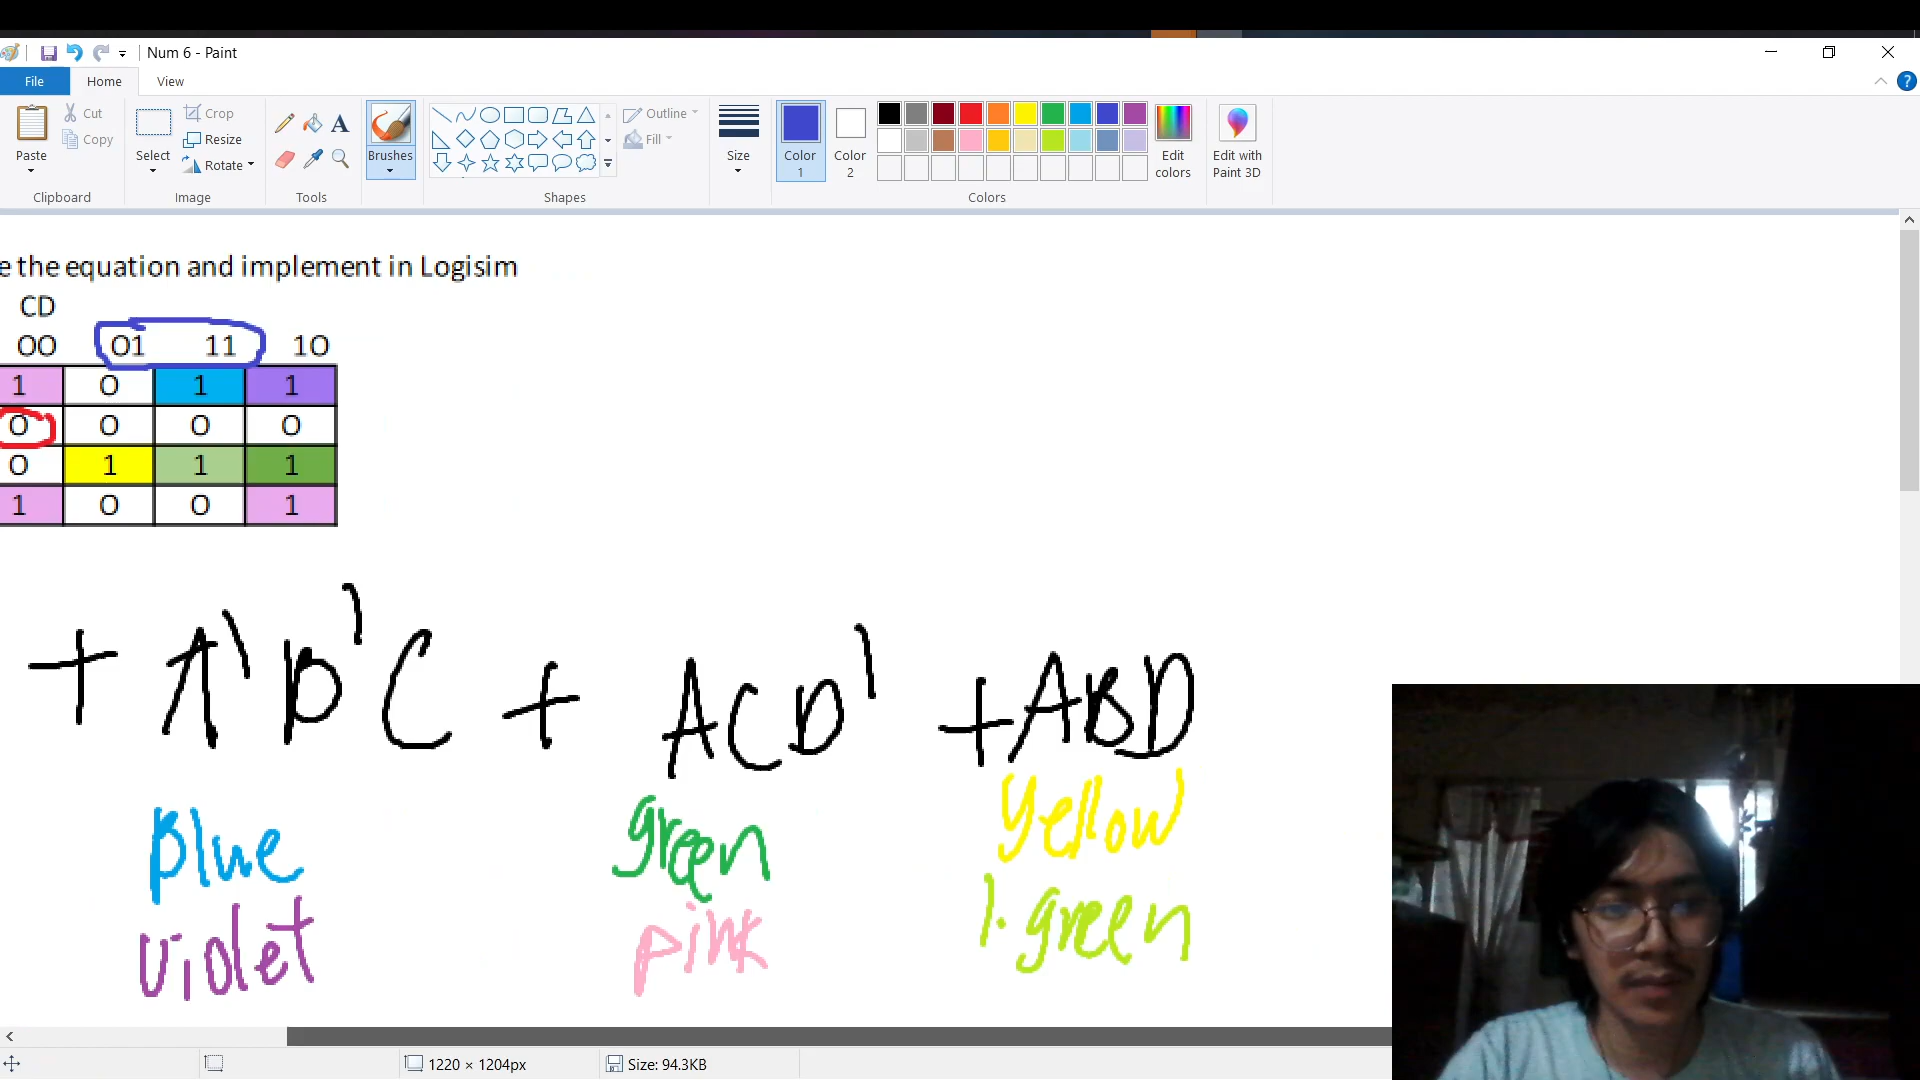 Num 6 - Paint
File Home View
Paste
Cut
Copy
Clipboard
Select
Crop
Resize
Rotate
Image
Tools
Brushes
Shapes
Outline
Fill
Size
Color 1
Color 2
Edit colors
Edit with Paint 3D
Colors
e the equation and implement in Logisim
CD
00 01 11 10
1 0 1 1
0 0 0 0
0 1 1 1
1 0 0 1
+ A'B'C + ACD' + ABD
Blue green yellow
violet pink l. green
1220 × 1204px Size: 94.3KB